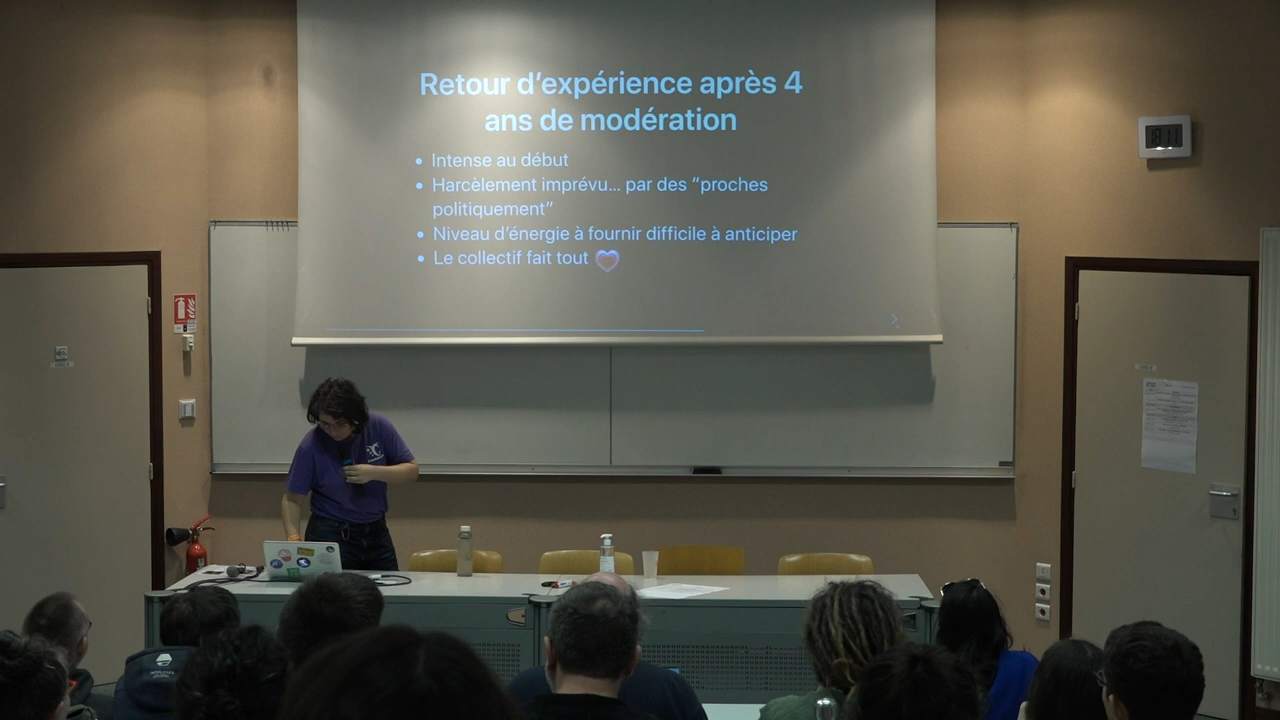 Retour d’expérience après 4
ans de modération
• Intense au début
• Harcèlement imprévu... par des “proches
politiquement”
• Niveau d’énergie à fournir difficile à anticiper
• Le collectif fait tout